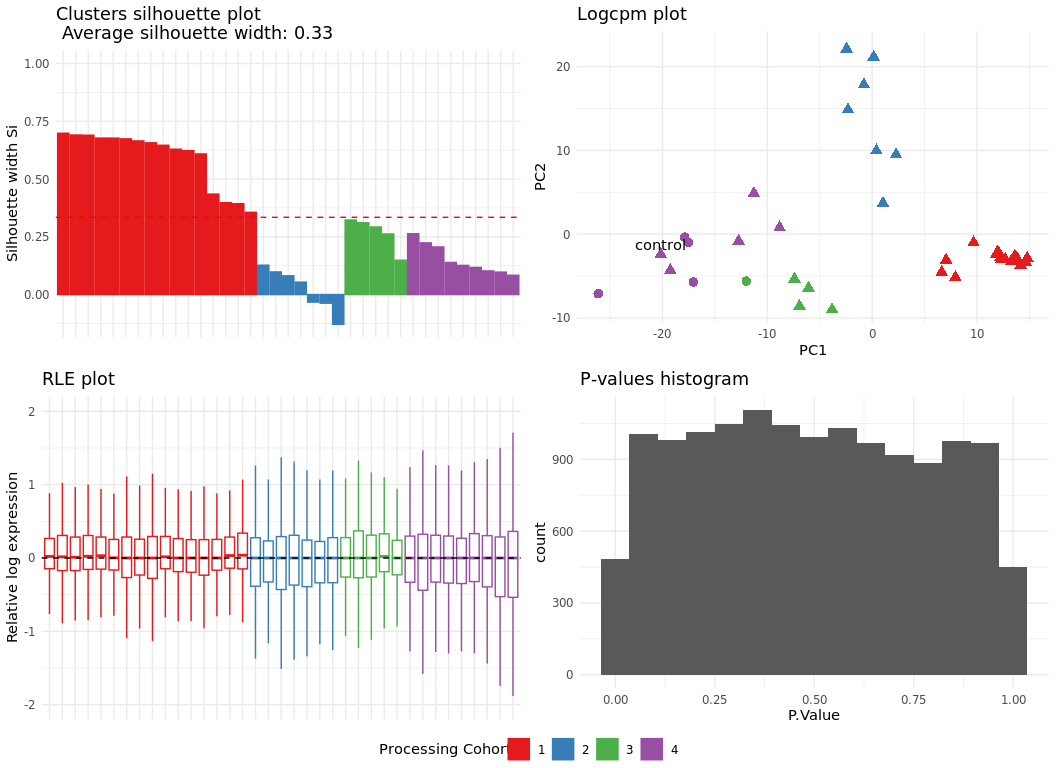 Clusters silhouette plot
Average silhouette width: 0.33
Silhouette width Si
1.00
0.75
0.50
0.25
0.00
Logcpm plot
PC2
20
10
0
-10
control
-20
-10
0
10
PC1
RLE plot
Relative log expression
2
1
0
-1
-2
P-values histogram
count
900
600
300
0
0.00
0.25
0.50
0.75
1.00
P.Value
Processing Cohort
1
2
3
4